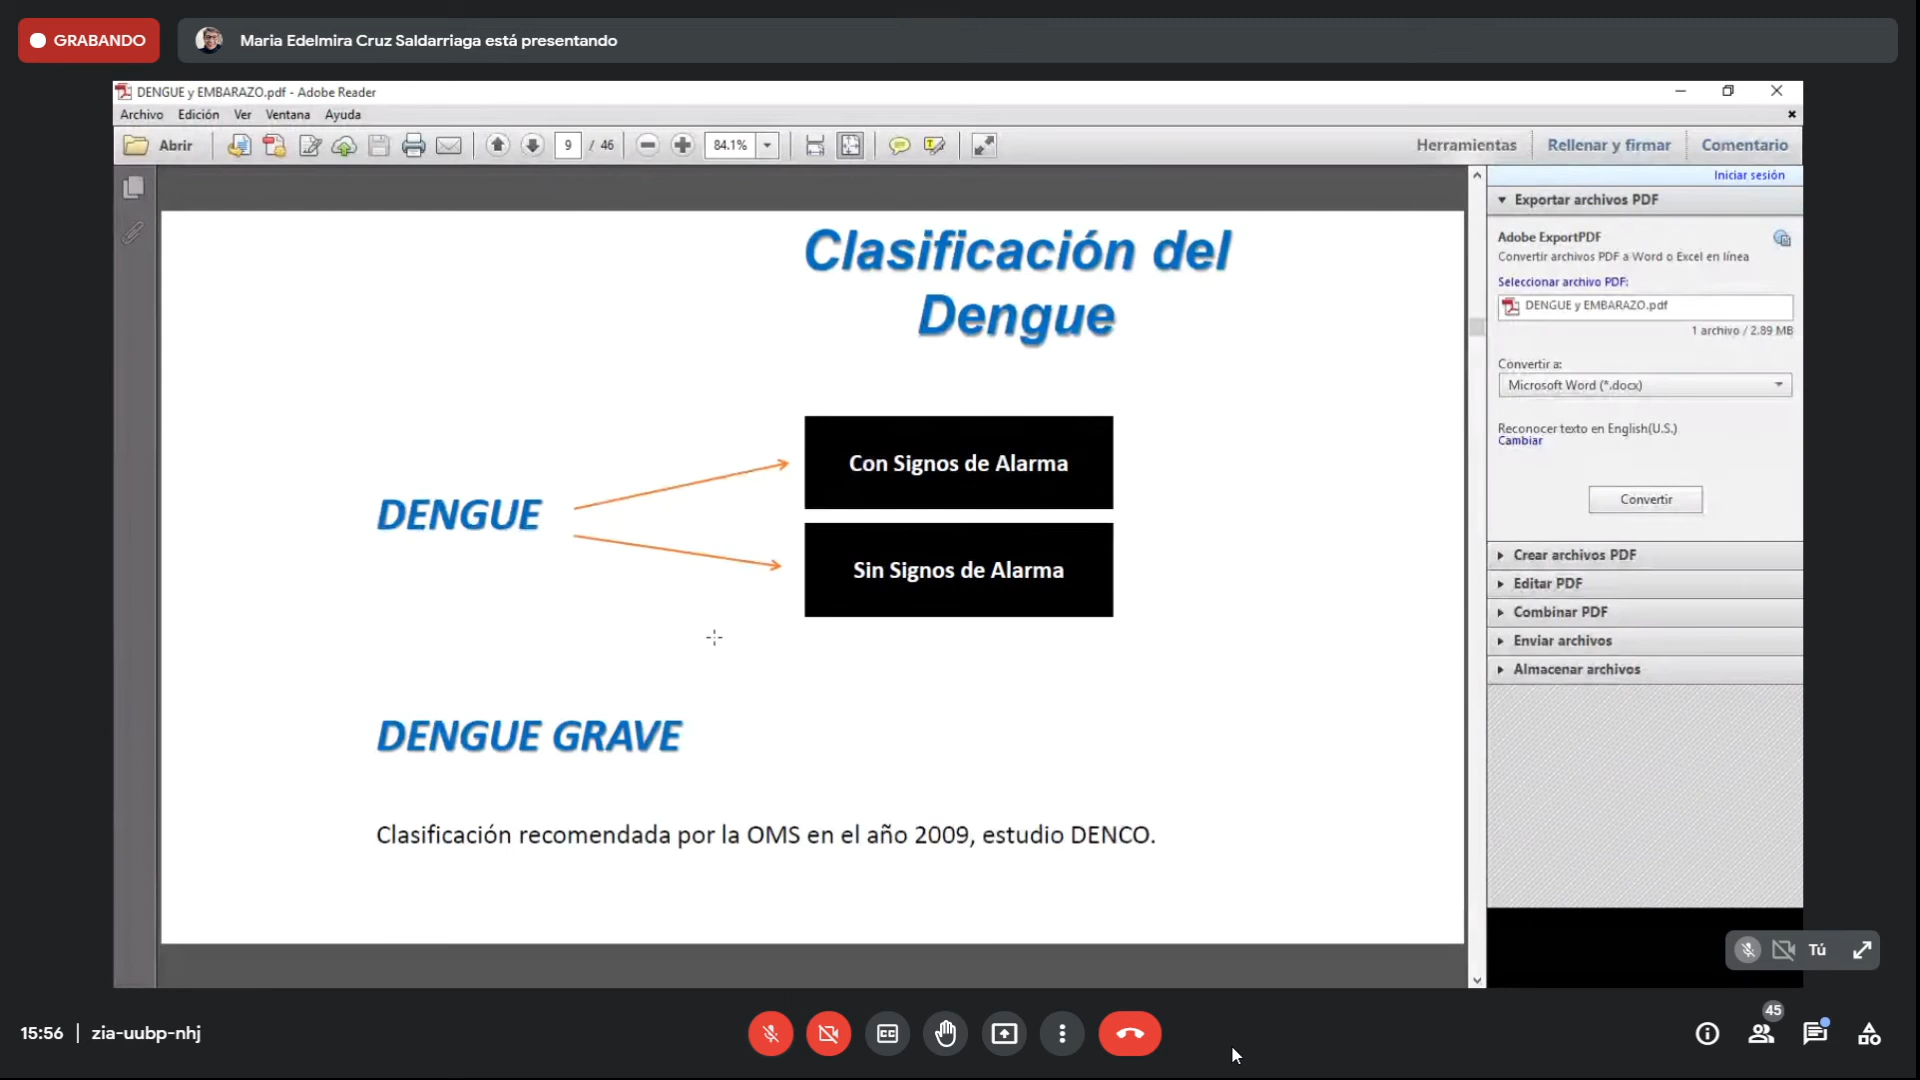 GRABANDO
Maria Edelmira Cruz Saldarriaga está presentando
DENGUE y EMBARAZO.pdf - Adobe Reader
Archivo Edición Ver Ventana Ayuda
Abrir 9 / 46 84.1% Herramientas Rellenar y firmar Comentario
Iniciar sesión
Exportar archivos PDF
Adobe ExportPDF
Convertir archivos PDF a Word o Excel en línea
Seleccionar archivo PDF:
DENGUE y EMBARAZO.pdf
1 archivo / 2.89 MB
Convertir a:
Microsoft Word (*.docx)
Reconocer texto en English(U.S.)
Cambiar
Convertir
Crear archivos PDF
Editar PDF
Combinar PDF
Enviar archivos
Almacenar archivos
Clasificación del
Dengue
Con Signos de Alarma
DENGUE
Sin Signos de Alarma
DENGUE GRAVE
Clasificación recomendada por la OMS en el año 2009, estudio DENCO.
Tú
15:56 | zia-uubp-nhj
CC
45